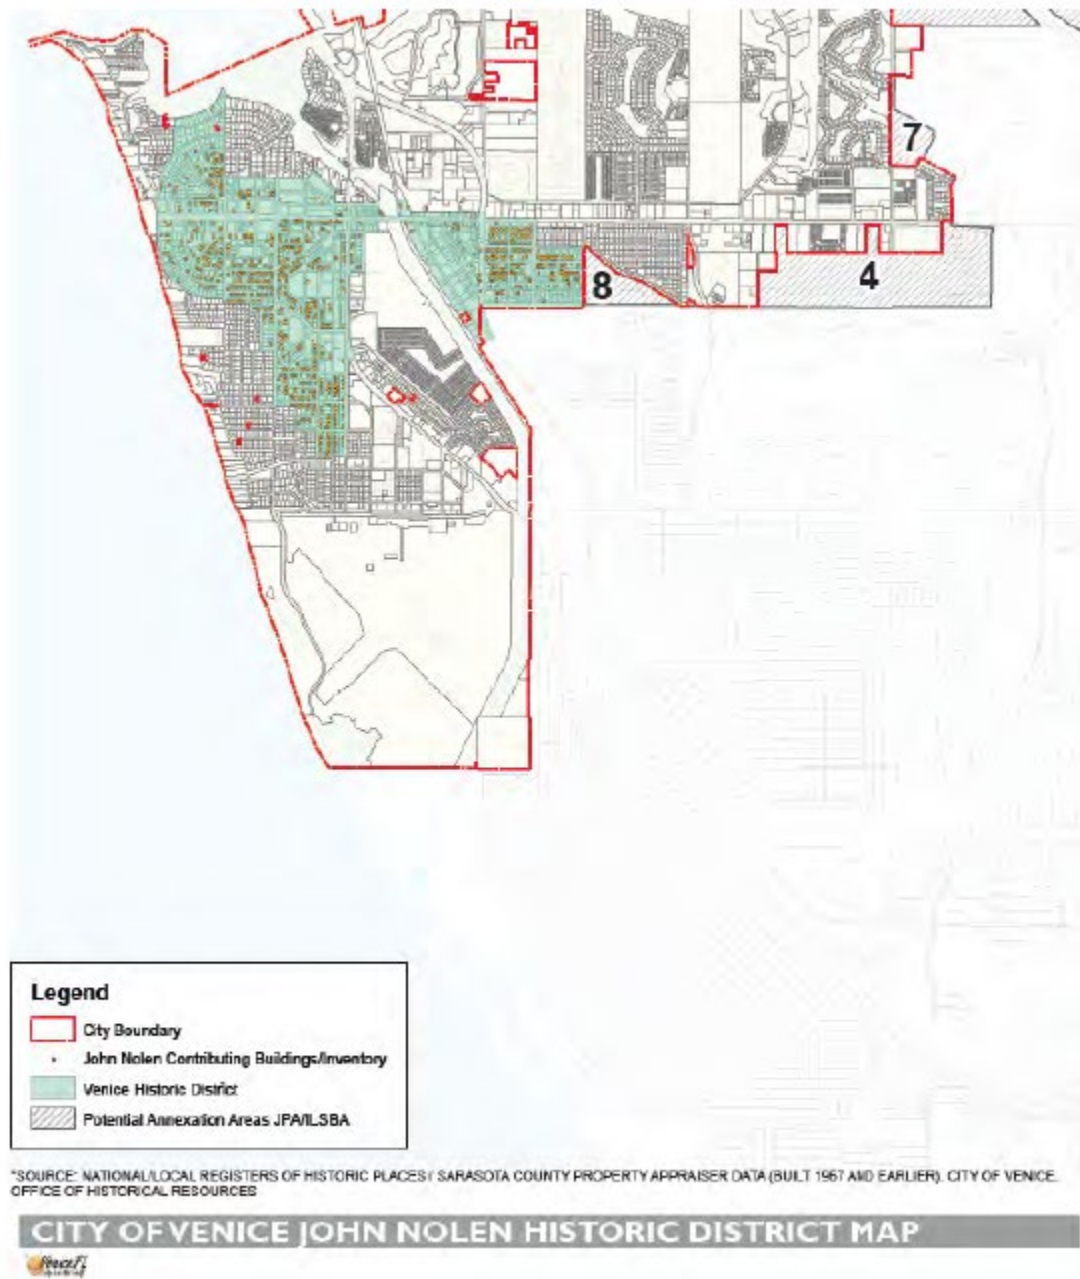 7
4
8
Legend
City Boundary
John Nolen Contributing Buildings/Inventory
Venice Historic District
Potential Annexation Areas JPA/ILSBA
*SOURCE: NATIONAL/LOCAL REGISTERS OF HISTORIC PLACES / SARASOTA COUNTY PROPERTY APPRAISER DATA (BUILT 1967 AND EARLIER). CITY OF VENICE.
OFFICE OF HISTORICAL RESOURCES
CITY OF VENICE JOHN NOLEN HISTORIC DISTRICT MAP